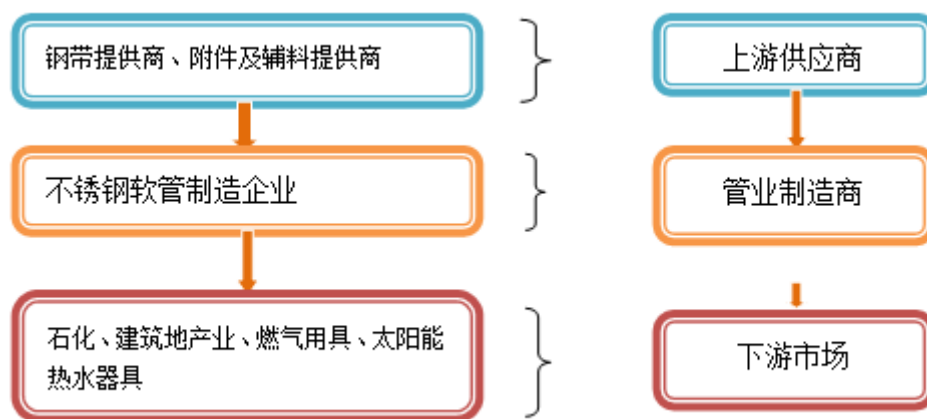 钢带提供商、附件及辅料提供商
上游供应商
不锈钢软管制造企业
管业制造商
石化、建筑地产业、燃气用具、太阳能
热水器具
下游市场